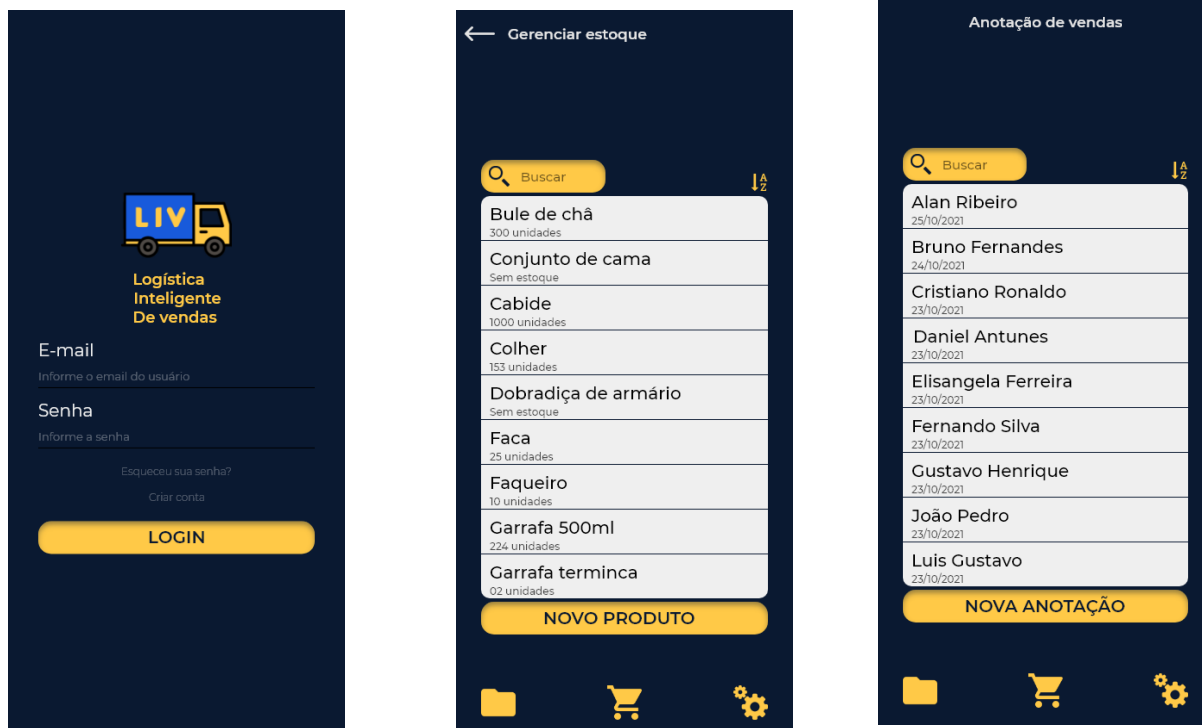 LIV
Logística
Inteligente
De vendas
E-mail
Informe o email do usuário
Senha
Informe a senha
Esqueceu sua senha?
Criar conta
LOGIN
Gerenciar estoque
Buscar
A
Z
Bule de châ
300 unidades
Conjunto de cama
Sem estoque
Cabide
1000 unidades
Colher
153 unidades
Dobradiça de armário
Sem estoque
Faca
25 unidades
Faqueiro
10 unidades
Garrafa 500ml
224 unidades
Garrafa terminca
02 unidades
NOVO PRODUTO
Anotação de vendas
Buscar
A
Z
Alan Ribeiro
25/10/2021
Bruno Fernandes
24/10/2021
Cristiano Ronaldo
23/10/2021
Daniel Antunes
23/10/2021
Elisangela Ferreira
23/10/2021
Fernando Silva
23/10/2021
Gustavo Henrique
23/10/2021
João Pedro
23/10/2021
Luis Gustavo
23/10/2021
NOVA ANOTAÇÃO